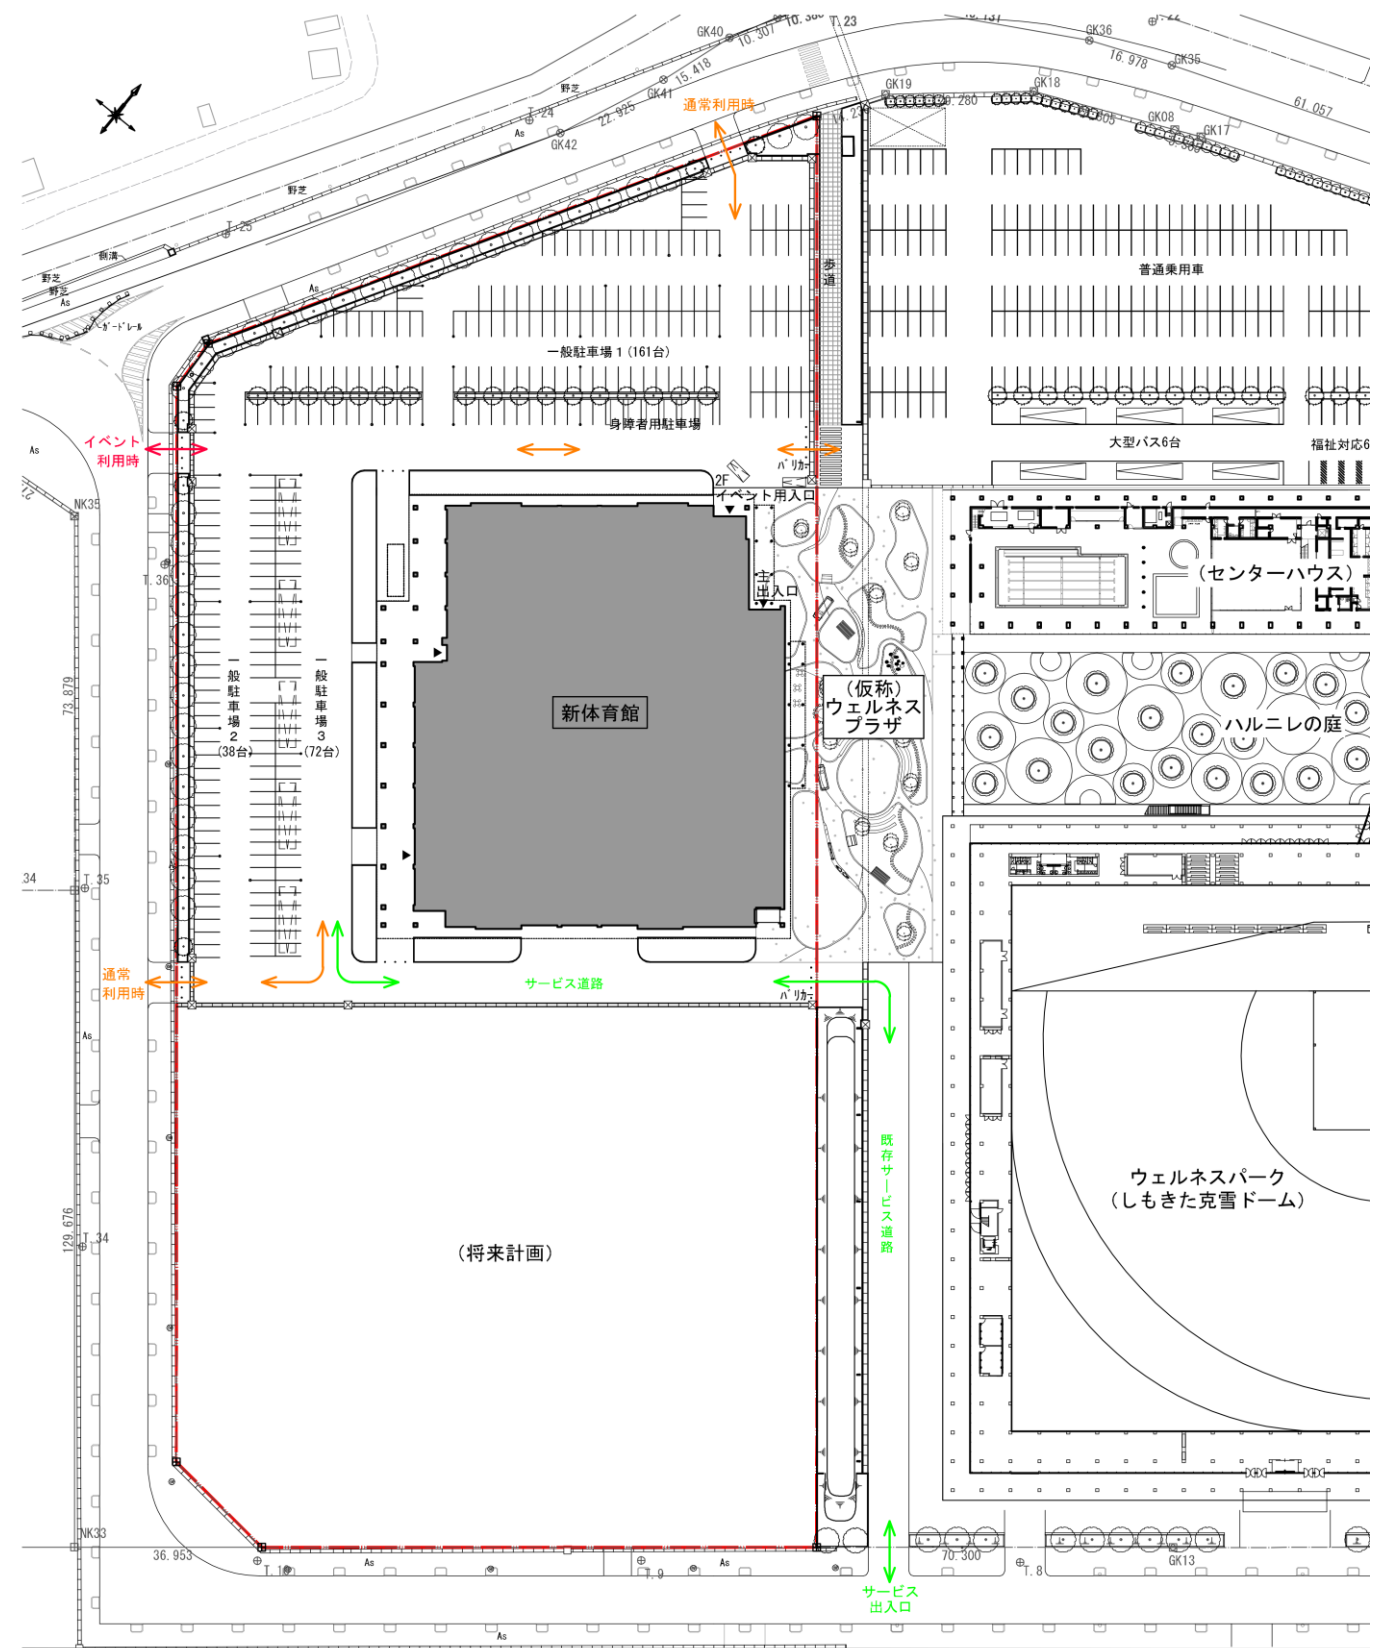 GK40
10.307
T.23
GK36
16.978
GK35
野芝
GK41
15.418
通常利用時
GK19
GK18
61.057
T.24
22.925
As
GK42
GK08
GK17
野芝
T.25
側溝
歩道
普通乗用車
野芝
野芝
As
As
ガードレール
一般駐車場1(161台)
身障者用駐車場
イベント
利用時
As
大型バス6台
福祉対応6
バリカー
2F
イベント用入口
NK35
主
出入口
(センターハウス)
T.36
一般駐車場2
(38台)
一般駐車場3
(72台)
73.879
新体育館
(仮称)
ウェルネス
プラザ
ハルニレの庭
.34
T.35
通常
利用時
サービス道路
バリカー
As
既存サービス道路
ウェルネスパーク
(しもきた克雪ドーム)
129.676
T.34
(将来計画)
NK33
36.953
T.10
As
T.9
As
70.300
T.8
GK13
サービス
出入口
As